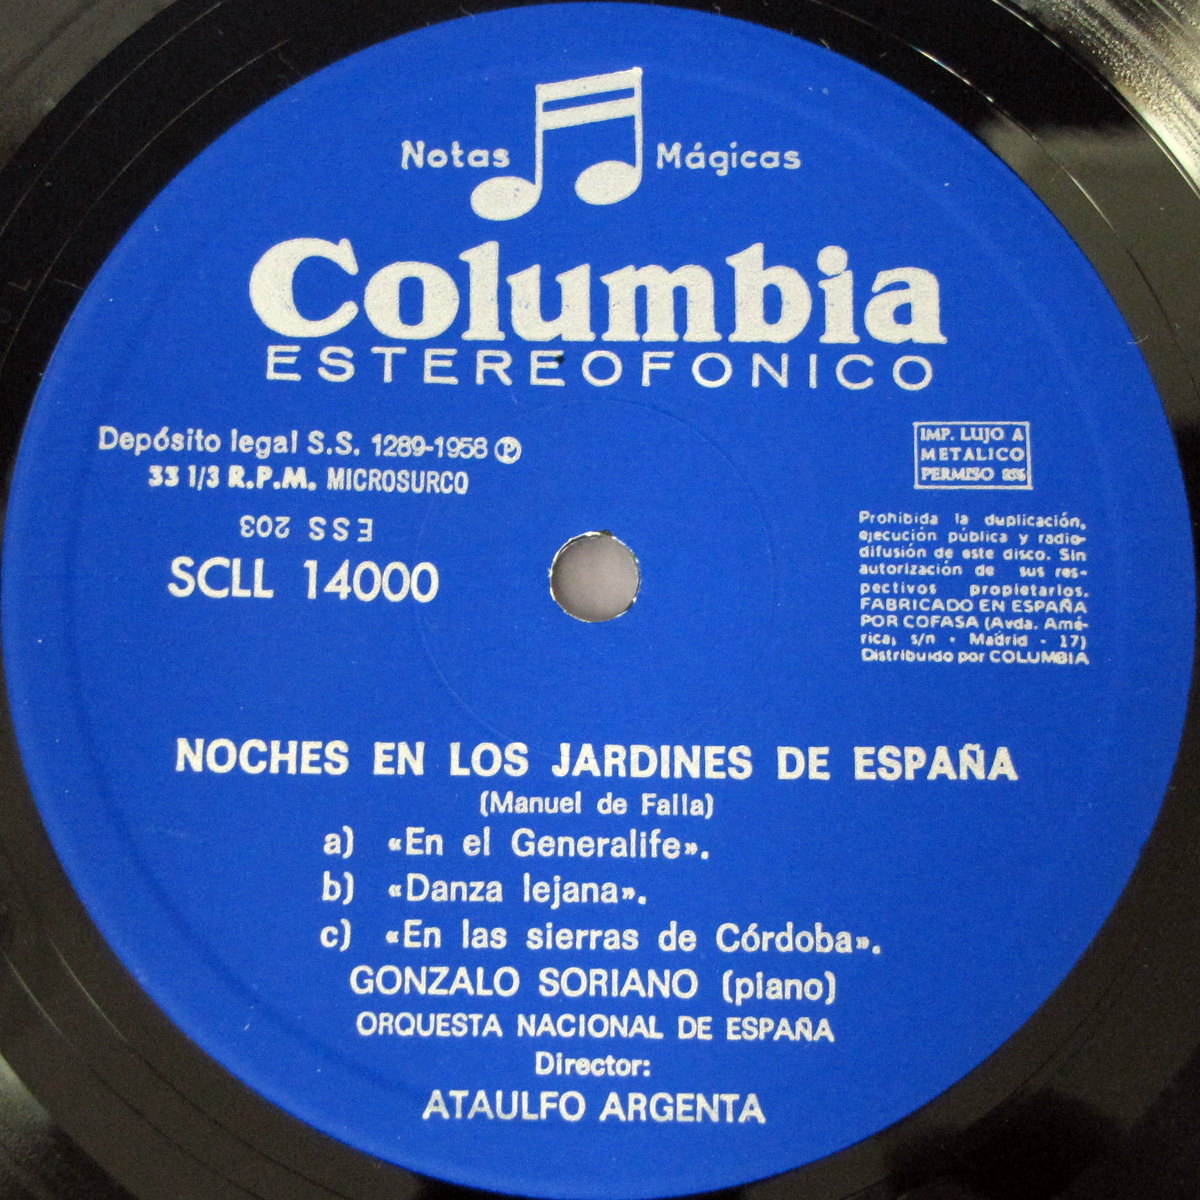 Notas Mágicas
Columbia
ESTEREOFONICO
Depósito legal S.S. 1289-1958 Ⓟ
33 1/3 R.P.M. MICROSURCO
ESS 203
SCLL 14000
IMP. LUJO A
METALICO
PERMISO 856
Prohibida la duplicación,
ejecución pública y radio-
difusión de este disco. Sin
autorización de sus res-
pectivos propietarios.
FABRICADO EN ESPAÑA
POR COFASA (Avda. Amé-
rica, s/n - Madrid - 17)
Distribuido por COLUMBIA
NOCHES EN LOS JARDINES DE ESPAÑA
(Manuel de Falla)
a) «En el Generalife».
b) «Danza lejana».
c) «En las sierras de Córdoba».
GONZALO SORIANO (piano)
ORQUESTA NACIONAL DE ESPAÑA
Director:
ATAULFO ARGENTA